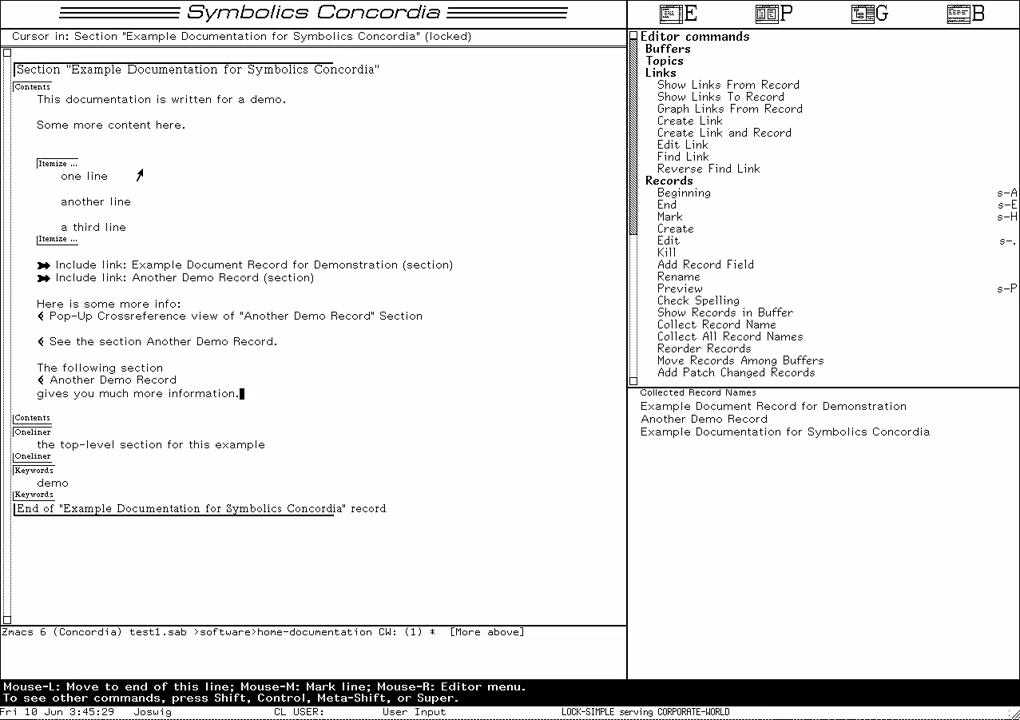 Symbolics Concordia
E P G B
Cursor in: Section "Example Documentation for Symbolics Concordia" (locked)
Section "Example Documentation for Symbolics Concordia"
Contents
This documentation is written for a demo.
Some more content here.
Itemize ...
one line
another line
a third line
Itemize ...
Include link: Example Document Record for Demonstration (section)
Include link: Another Demo Record (section)
Here is some more info:
Pop-Up Crossreference view of "Another Demo Record" Section
See the section Another Demo Record.
The following section
Another Demo Record
gives you much more information.
Contents
Oneliner
the top-level section for this example
Oneliner
Keywords
demo
Keywords
End of "Example Documentation for Symbolics Concordia" record
Zmacs 6 (Concordia) test1.sab >software>home-documentation CW: (1) * [More above]
Editor commands
Buffers
Topics
Links
Show Links From Record
Show Links To Record
Graph Links From Record
Create Link
Create Link and Record
Edit Link
Find Link
Reverse Find Link
Records
Beginning s-A
End s-E
Mark s-H
Create
Edit s-.
Kill
Add Record Field
Rename
Preview s-P
Check Spelling
Show Records in Buffer
Collect Record Name
Collect All Record Names
Reorder Records
Move Records Among Buffers
Add Patch Changed Records
Collected Record Names
Example Document Record for Demonstration
Another Demo Record
Example Documentation for Symbolics Concordia
Mouse-L: Move to end of this line; Mouse-M: Mark line; Mouse-R: Editor menu.
To see other commands, press Shift, Control, Meta-Shift, or Super.
Fri 10 Jun 3:45:29 Joswig CL USER: User Input LOCK-SIMPLE serving CORPORATE-WORLD